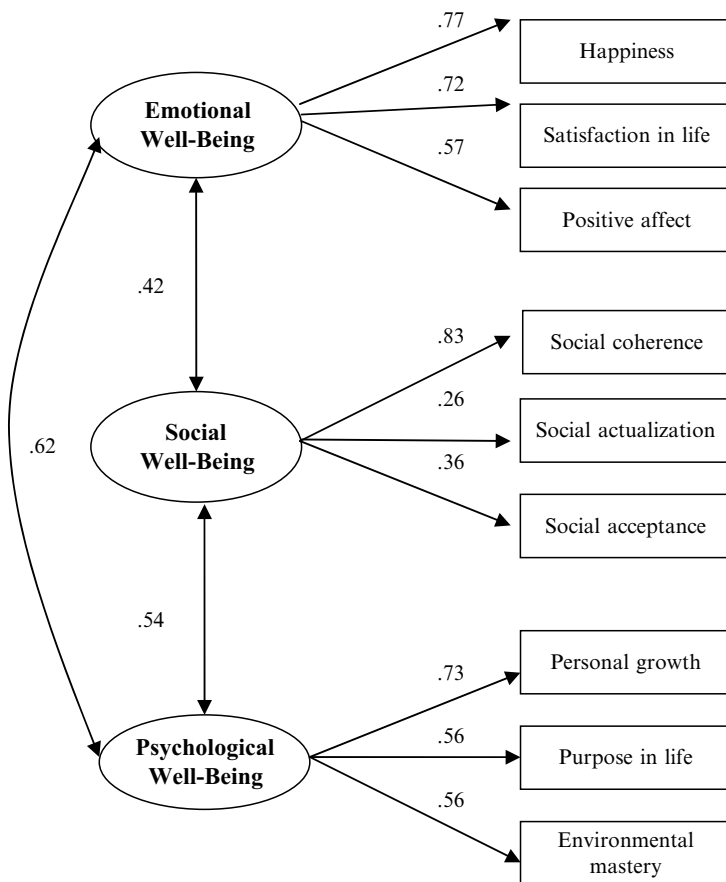 .77
Happiness
Emotional
Well-Being
.72
Satisfaction in life
.57
Positive affect
.42
.83
Social coherence
.26
Social
Well-Being
Social actualization
.62
.36
Social acceptance
.54
.73
Personal growth
.56
Psychological
Well-Being
Purpose in life
.56
Environmental
mastery